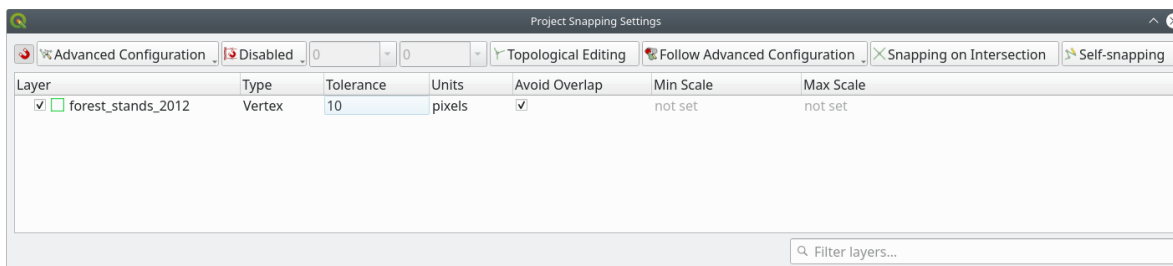 Project Snapping Settings
Advanced Configuration Disabled 0 0 Topological Editing Follow Advanced Configuration Snapping on Intersection Self-snapping
Layer Type Tolerance Units Avoid Overlap Min Scale Max Scale
forest_stands_2012 Vertex 10 pixels not set not set
Filter layers...